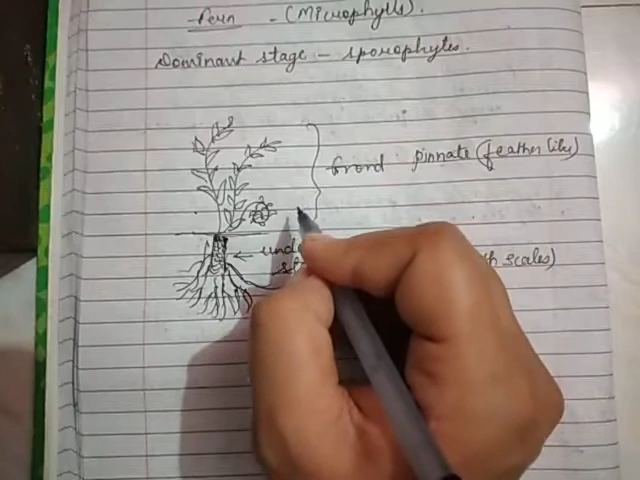 Fern - (Microphylls).
Dominant stage - sporophytes.
frond pinnate (feather like)
scales)